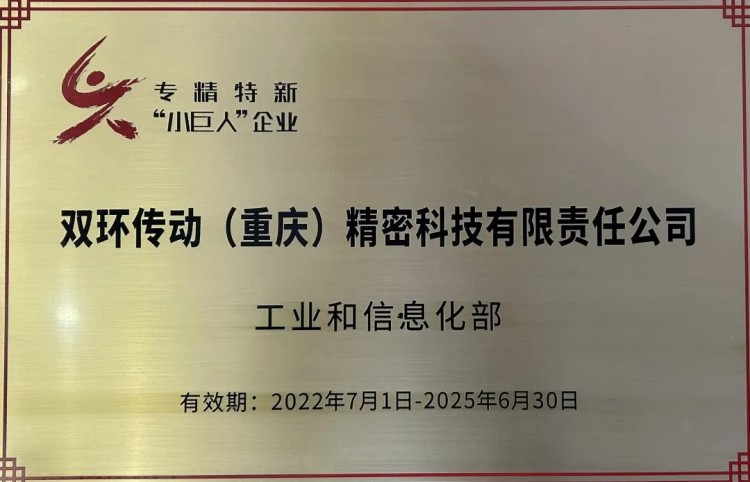 专精特新
“小巨人”企业
双环传动（重庆）精密科技有限责任公司
工业和信息化部
有效期：2022年7月1日-2025年6月30日